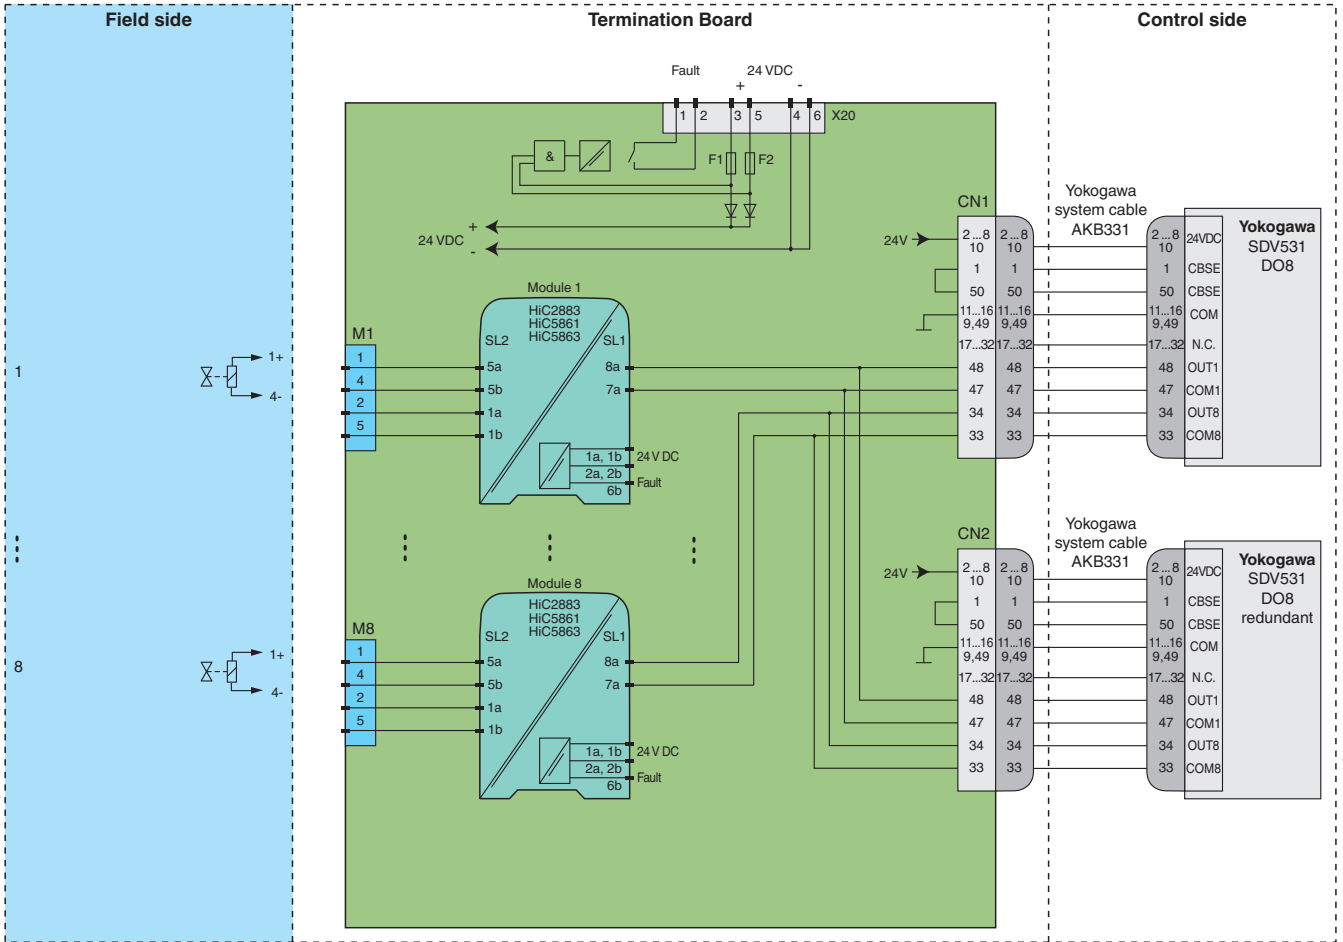 Field side
Termination Board
Control side
Fault
24 VDC
+
-
1
2
3
5
4
6
X20
&
F1
F2
+
24 VDC
-
Module 1
HiC2883
HiC5861
HiC5863
SL2
SL1
M1
1
4
2
5
5a
5b
1a
1b
8a
7a
1a, 1b
2a, 2b
6b
24 V DC
Fault
1
1+
4-
CN1
24V
2...8
10
2...8
10
1
1
50
50
11...16
9,49
11...16
9,49
17...32
17...32
48
48
47
47
34
34
33
33
Yokogawa
system cable
AKB331
2...8
10
24VDC
1
CBSE
50
CBSE
11...16
9,49
COM
17...32
N.C.
48
OUT1
47
COM1
34
OUT8
33
COM8
Yokogawa
SDV531
DO8
Module 8
HiC2883
HiC5861
HiC5863
SL2
SL1
M8
1
4
2
5
5a
5b
1a
1b
8a
7a
1a, 1b
2a, 2b
6b
24 V DC
Fault
8
1+
4-
CN2
24V
2...8
10
2...8
10
1
1
50
50
11...16
9,49
11...16
9,49
17...32
17...32
48
48
47
47
34
34
33
33
Yokogawa
system cable
AKB331
2...8
10
24VDC
1
CBSE
50
CBSE
11...16
9,49
COM
17...32
N.C.
48
OUT1
47
COM1
34
OUT8
33
COM8
Yokogawa
SDV531
DO8
redundant